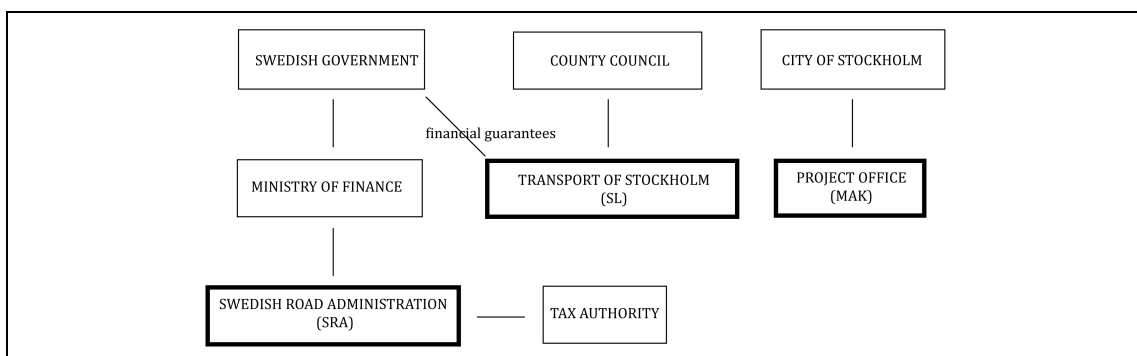 SWEDISH GOVERNMENT
COUNTY COUNCIL
CITY OF STOCKHOLM
financial guarantees
MINISTRY OF FINANCE
TRANSPORT OF STOCKHOLM
(SL)
PROJECT OFFICE
(MAK)
SWEDISH ROAD ADMINISTRATION
(SRA)
TAX AUTHORITY